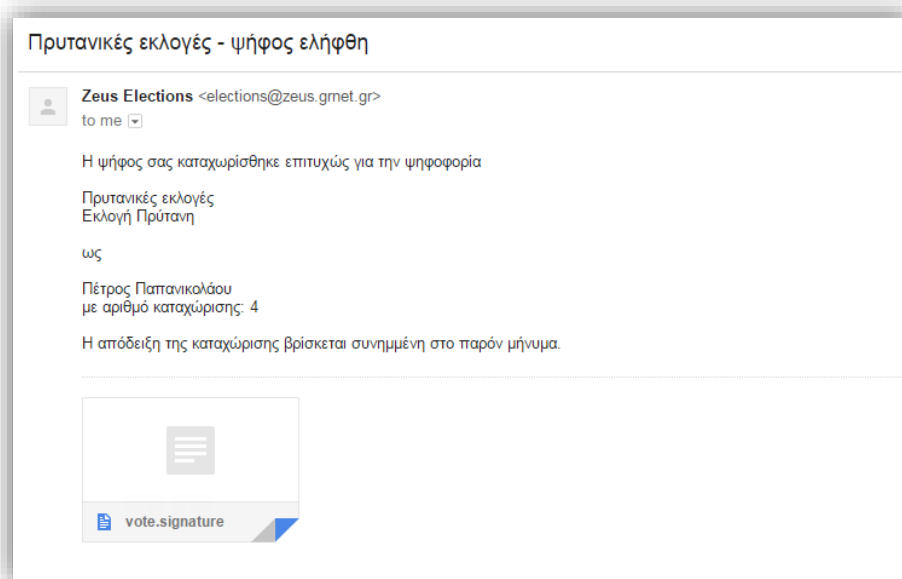 Πρυτανικές εκλογές - ψήφος ελήφθη
Zeus Elections <elections@zeus.grnet.gr>
to me
Η ψήφος σας καταχωρίσθηκε επιτυχώς για την ψηφοφορία
Πρυτανικές εκλογές
Εκλογή Πρύτανη
ως
Πέτρος Παπανικολάου
με αριθμό καταχώρισης: 4
Η απόδειξη της καταχώρισης βρίσκεται συνημμένη στο παρόν μήνυμα.
vote.signature